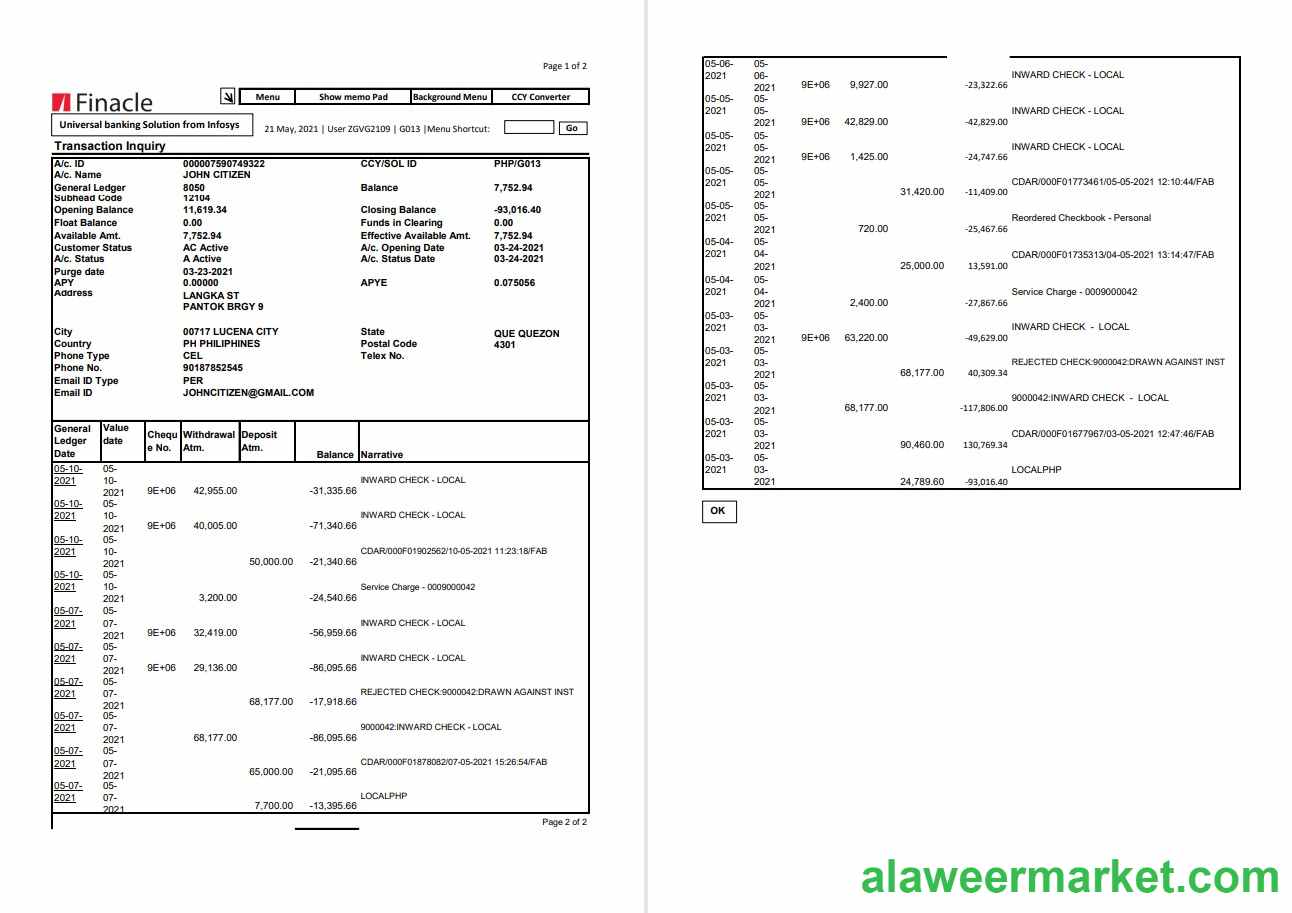 Page 1 of 2
Finacle
Menu Show memo Pad Background Menu CCY Converter
Universal banking Solution from Infosys
21 May, 2021 | User ZGVG2109 | G013 |Menu Shortcut: Go
Transaction Inquiry
A/c. ID 000007590749322 CCY/SOL ID PHP/G013
A/c. Name JOHN CITIZEN
General Ledger 8050 Balance 7,752.94
Subhead Code 12104
Opening Balance 11,619.34 Closing Balance -93,016.40
Float Balance 0.00 Funds in Clearing 0.00
Available Amt. 7,752.94 Effective Available Amt. 7,752.94
Customer Status AC Active A/c. Opening Date 03-24-2021
A/c. Status A Active A/c. Status Date 03-24-2021
Purge date 03-23-2021
APY 0.00000 APYE 0.075056
Address LANGKA ST
PANTOK BRGY 9
City 00717 LUCENA CITY State QUE QUEZON
Country PH PHILIPHINES Postal Code 4301
Phone Type CEL Telex No.
Phone No. 90187852545
Email ID Type PER
Email ID JOHNCITIZEN@GMAIL.COM
General Value
Ledger date Chequ Withdrawal Deposit
Date e No. Atm. Atm. Balance Narrative
05-10- 05-
2021 10- INWARD CHECK - LOCAL
2021 9E+06 42,955.00 -31,335.66
05-10- 05-
2021 10- INWARD CHECK - LOCAL
2021 9E+06 40,005.00 -71,340.66
05-10- 05-
2021 10- CDAR/000F01902562/10-05-2021 11:23:18/FAB
2021 50,000.00 -21,340.66
05-10- 05-
2021 10- Service Charge - 0009000042
2021 3,200.00 -24,540.66
05-07- 05-
2021 07- INWARD CHECK - LOCAL
2021 9E+06 32,419.00 -56,959.66
05-07- 05-
2021 07- INWARD CHECK - LOCAL
2021 9E+06 29,136.00 -86,095.66
05-07- 05-
2021 07- REJECTED CHECK:9000042:DRAWN AGAINST INST
2021 68,177.00 -17,918.66
05-07- 05-
2021 07- 9000042:INWARD CHECK - LOCAL
2021 68,177.00 -86,095.66
05-07- 05-
2021 07- CDAR/000F01878082/07-05-2021 15:26:54/FAB
2021 65,000.00 -21,095.66
05-07- 05-
2021 07- LOCALPHP
2021 7,700.00 -13,395.66
Page 2 of 2
05-06- 05-
2021 06- INWARD CHECK - LOCAL
2021 9E+06 9,927.00 -23,322.66
05-05- 05-
2021 05- INWARD CHECK - LOCAL
2021 9E+06 42,829.00 -42,829.00
05-05- 05-
2021 05- INWARD CHECK - LOCAL
2021 9E+06 1,425.00 -24,747.66
05-05- 05-
2021 05- CDAR/000F01773461/05-05-2021 12:10:44/FAB
2021 31,420.00 -11,409.00
05-05- 05-
2021 05- Reordered Checkbook - Personal
2021 720.00 -25,467.66
05-04- 05-
2021 04- CDAR/000F01735313/04-05-2021 13:14:47/FAB
2021 25,000.00 13,591.00
05-04- 05-
2021 04- Service Charge - 0009000042
2021 2,400.00 -27,867.66
05-03- 05-
2021 03- INWARD CHECK - LOCAL
2021 9E+06 63,220.00 -49,629.00
05-03- 05-
2021 03- REJECTED CHECK:9000042:DRAWN AGAINST INST
2021 68,177.00 40,309.34
05-03- 05-
2021 03- 9000042:INWARD CHECK - LOCAL
2021 68,177.00 -117,806.00
05-03- 05-
2021 03- CDAR/000F01677967/03-05-2021 12:47:46/FAB
2021 90,460.00 130,769.34
05-03- 05-
2021 03- LOCALPHP
2021 24,789.60 -93,016.40
OK
alaweermarket.com